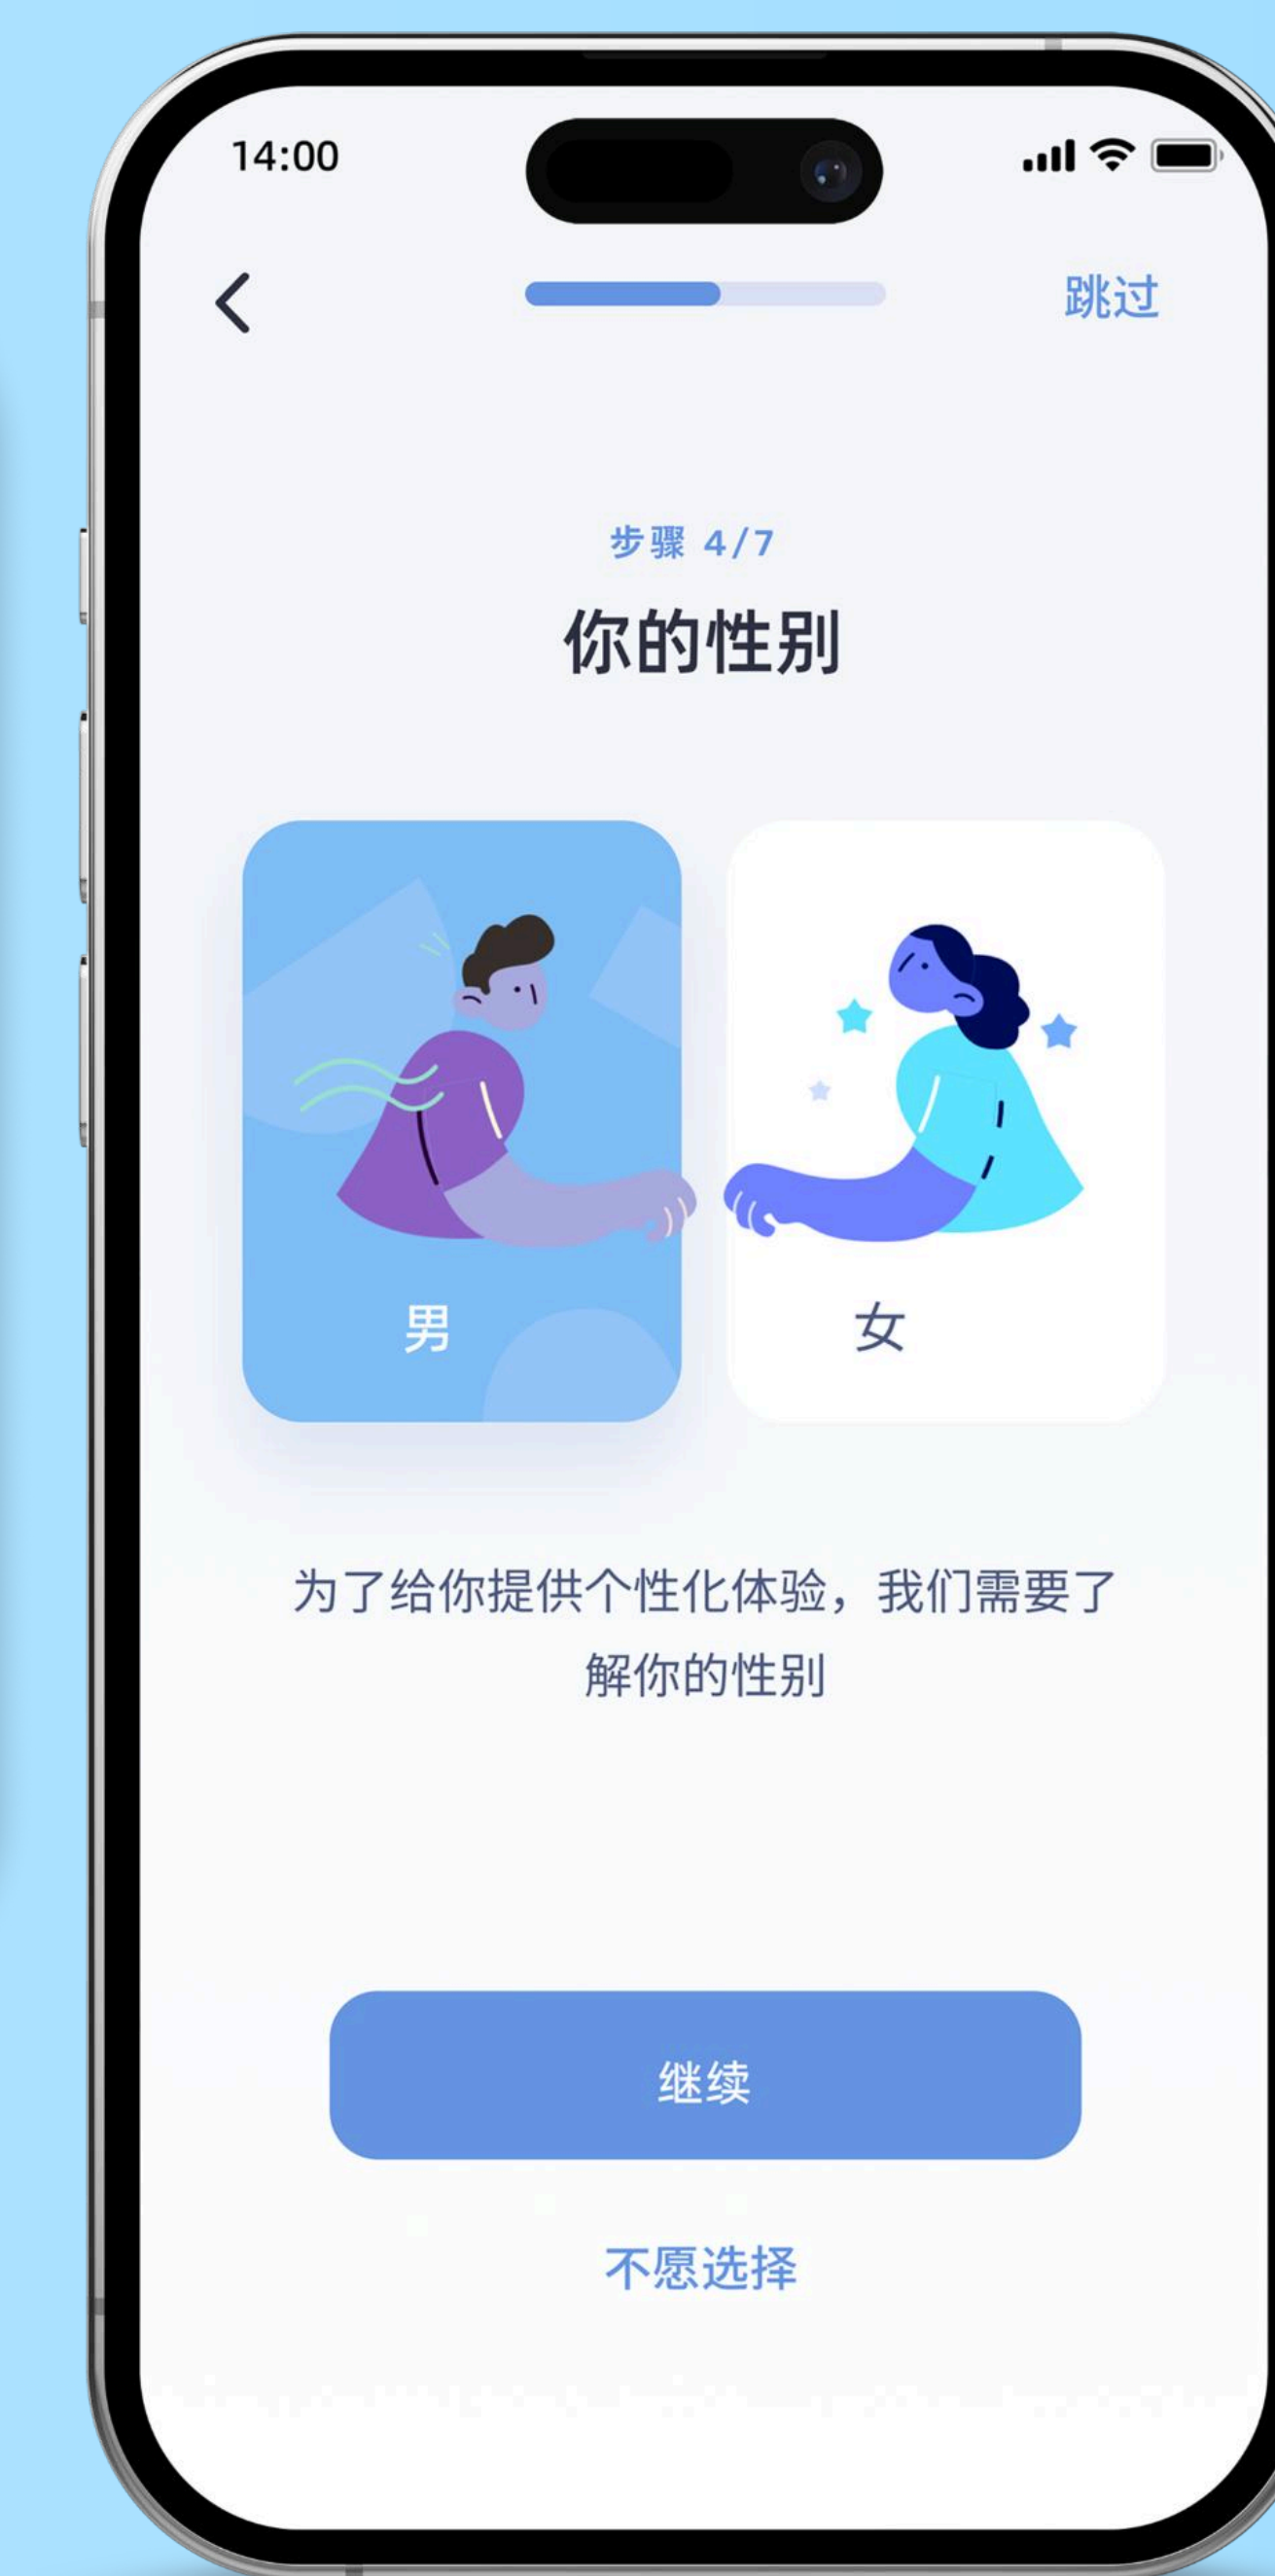 14:00
跳过
步骤 4/7
你的性别
男
女
为了给你提供个性化体验，我们需要了
解你的性别
继续
不愿选择